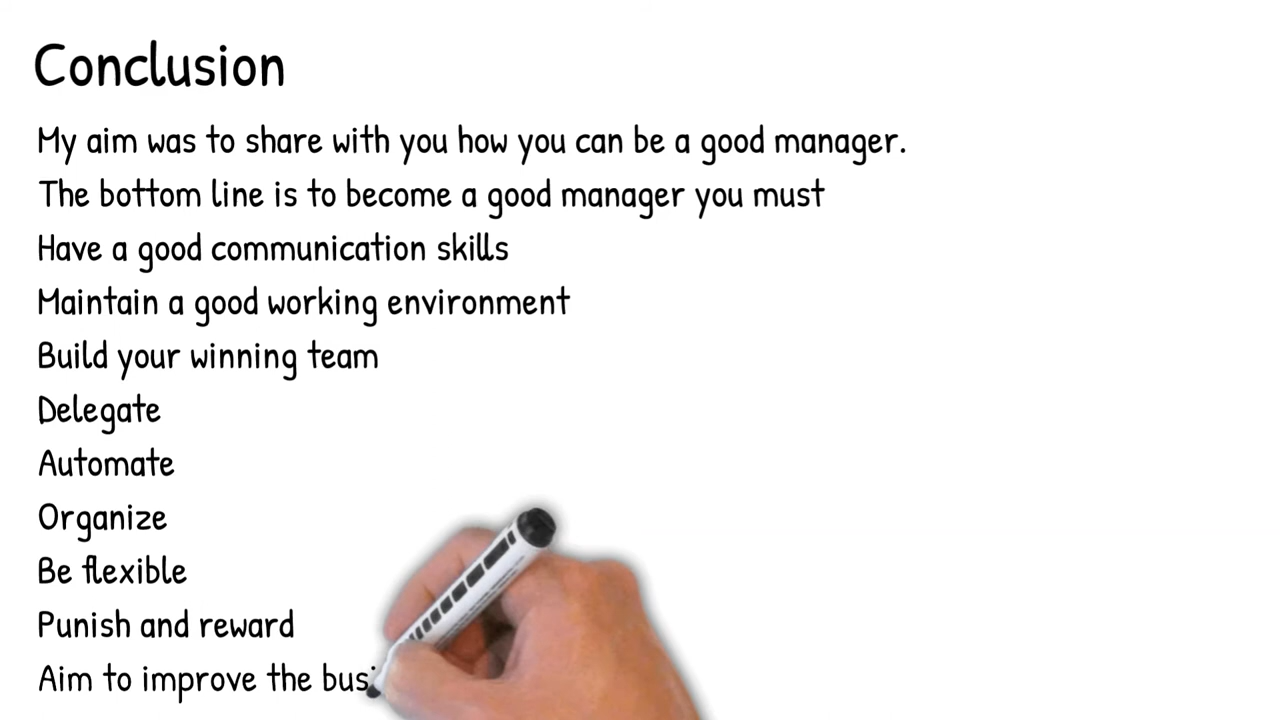 Conclusion
My aim was to share with you how you can be a good manager.
The bottom line is to become a good manager you must
Have a good communication skills
Maintain a good working environment
Build your winning team
Delegate
Automate
Organize
Be flexible
Punish and reward
Aim to improve the busi